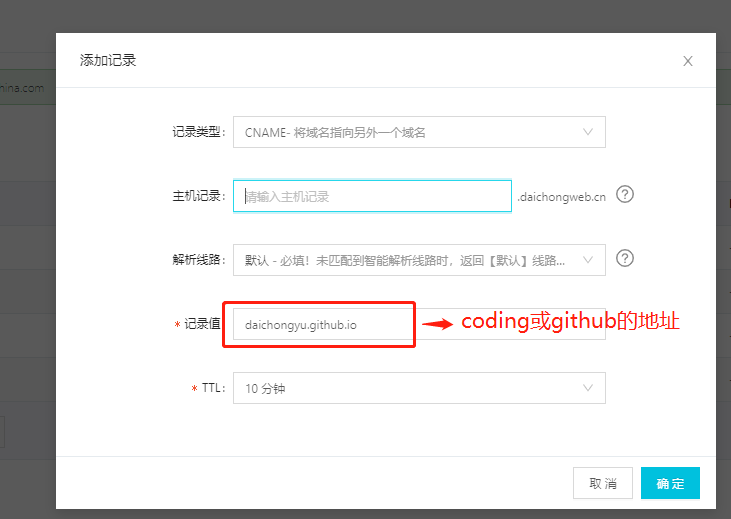 添加记录
hina.com
记录类型:
CNAME- 将域名指向另外一个域名
主机记录:
请输入主机记录
.daichongweb.cn
?
解析线路:
默认 - 必填！未匹配到智能解析线路时，返回【默认】线路...
?
* 记录值
daichongyu.github.io
coding或github的地址
* TTL:
10 分钟
取 消
确 定